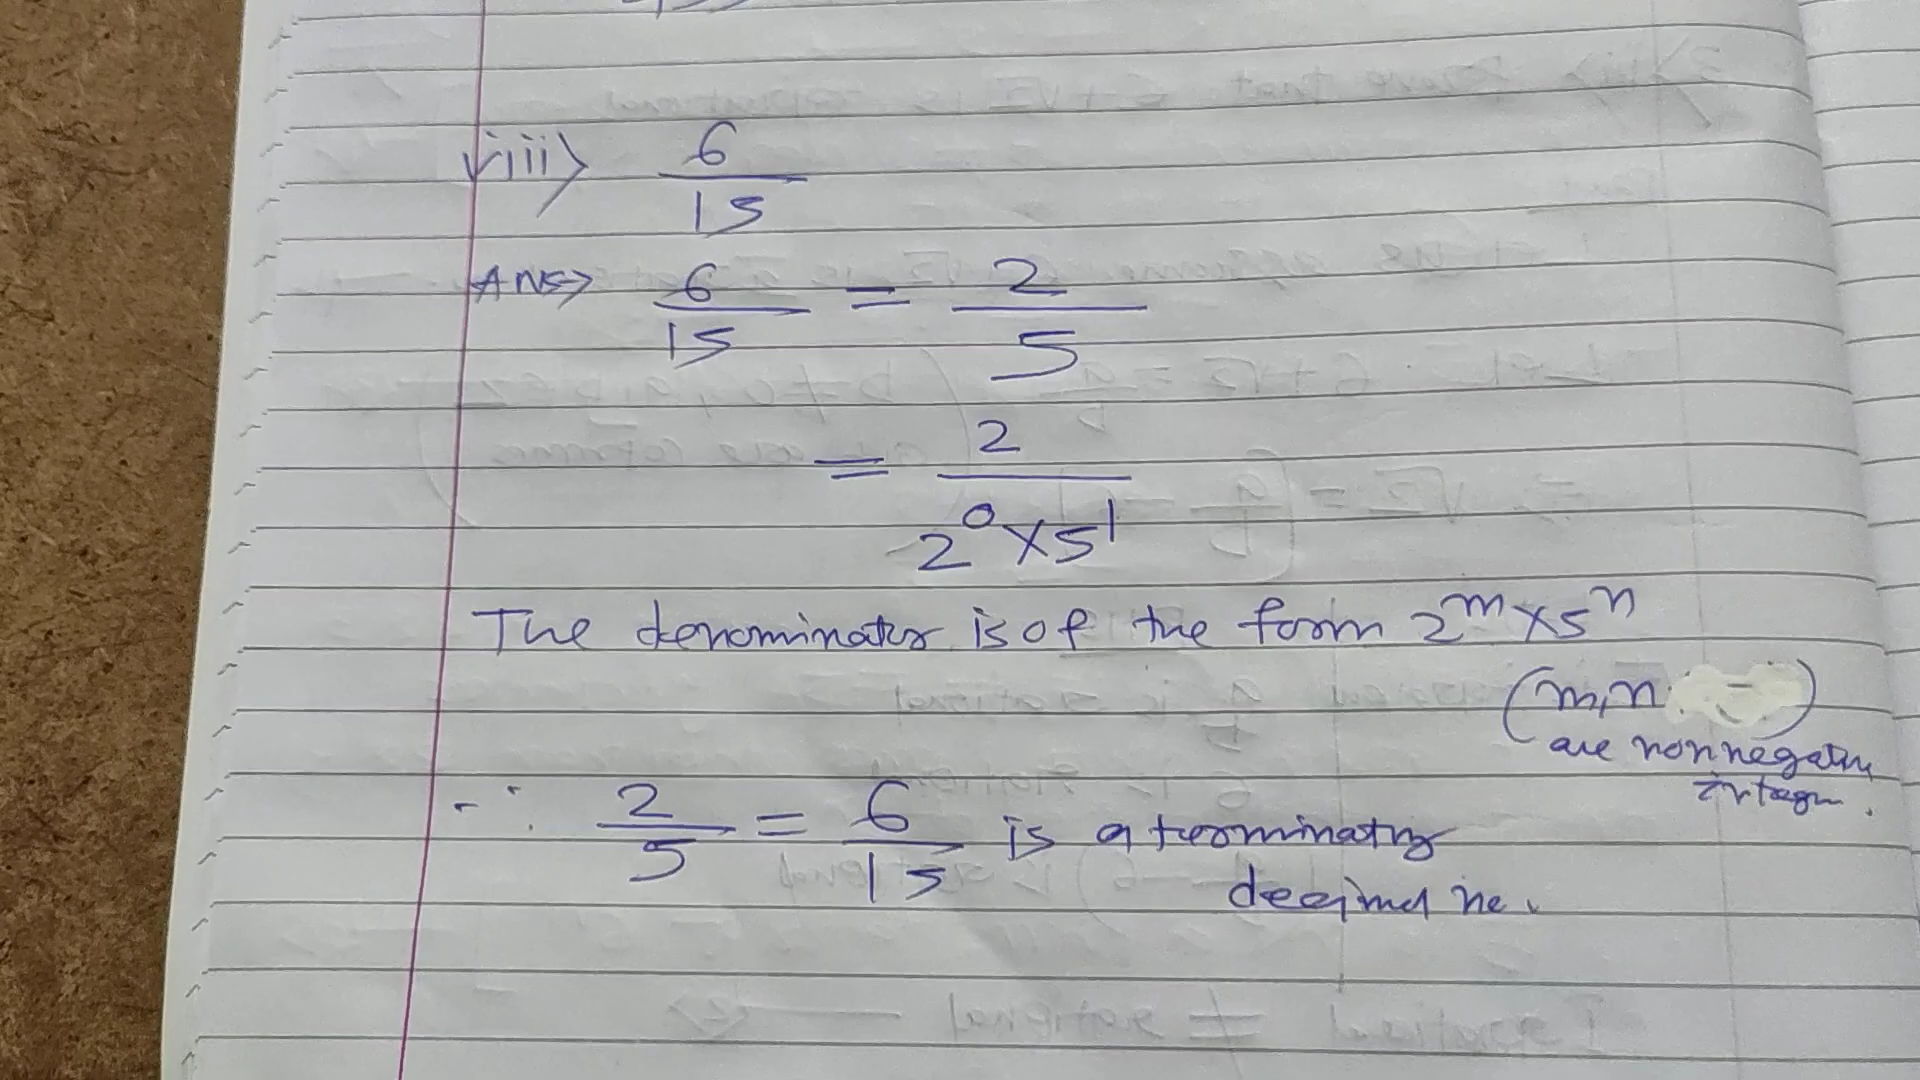 viii> 6/15
Ans→ 6/15 = 2/5
= 2/2⁰×5¹
The denominator is of the form 2ᵐ×5ⁿ
(m,n )
are nonnegative
integer.
∴ 2/5 = 6/15 is a terminating
decimal no.